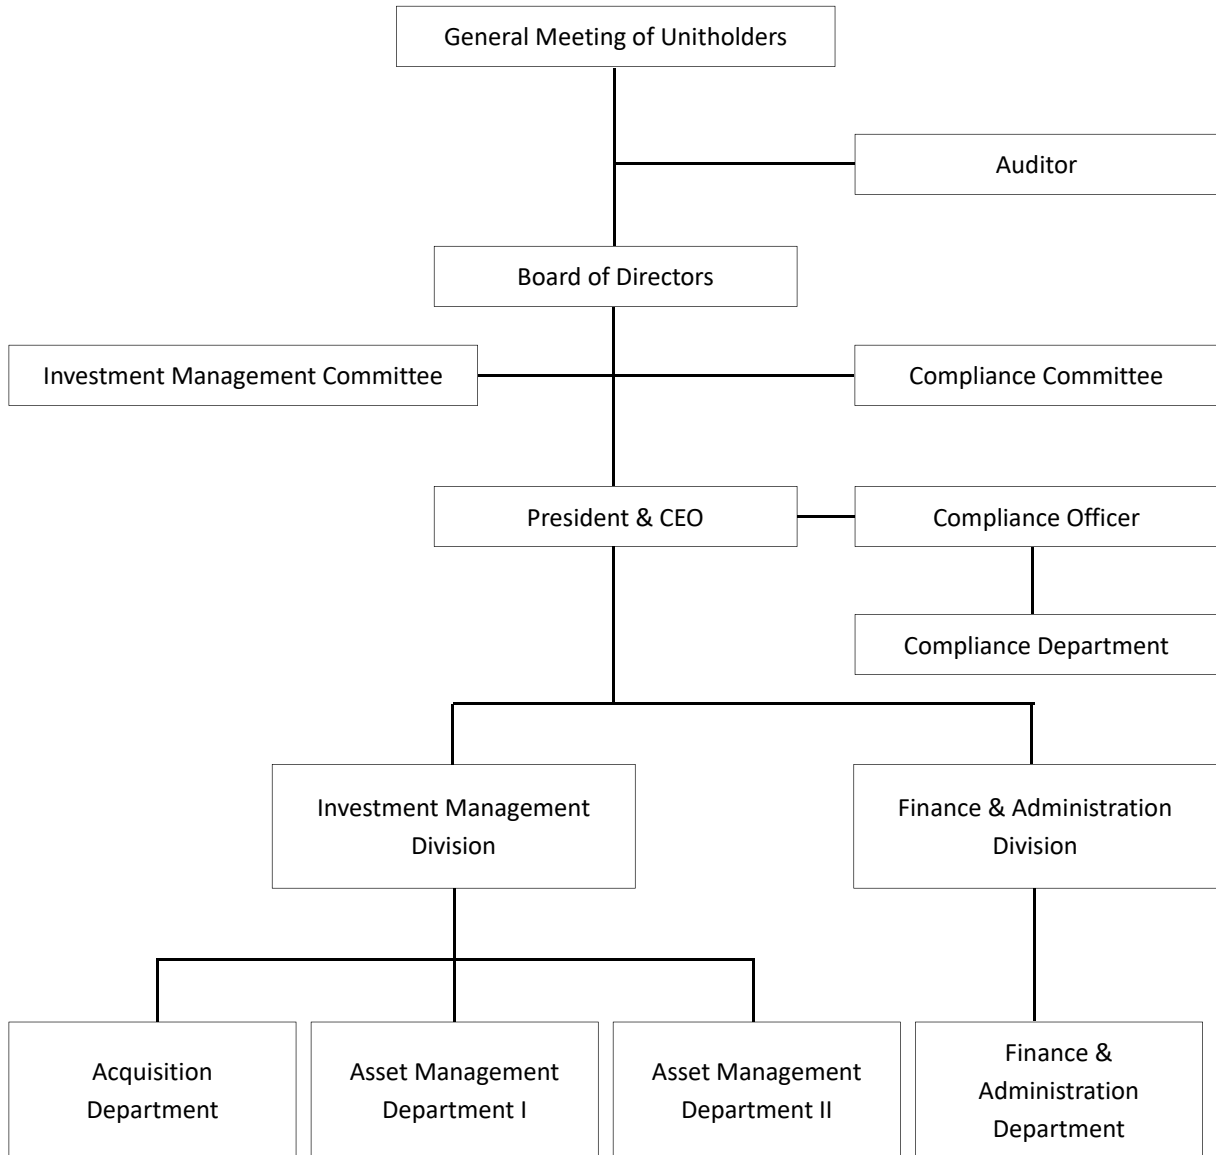 General Meeting of Unitholders
Auditor
Board of Directors
Investment Management Committee
Compliance Committee
President & CEO
Compliance Officer
Compliance Department
Investment Management
Division
Finance & Administration
Division
Acquisition
Department
Asset Management
Department I
Asset Management
Department II
Finance &
Administration
Department